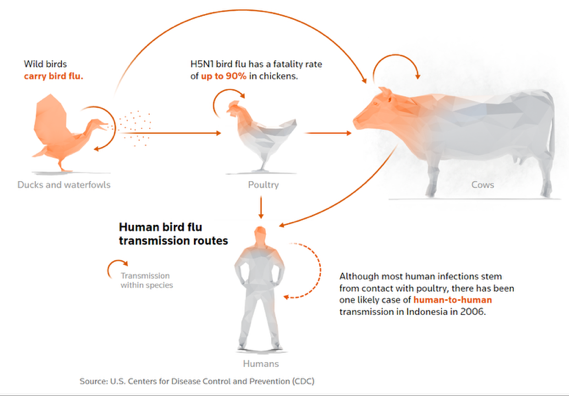 Wild birds
carry bird flu.
H5N1 bird flu has a fatality rate
of up to 90% in chickens.
Ducks and waterfowls
Poultry
Cows
Human bird flu
transmission routes
Transmission
within species
Although most human infections stem
from contact with poultry, there has been
one likely case of human-to-human
transmission in Indonesia in 2006.
Humans
Source: U.S. Centers for Disease Control and Prevention (CDC)